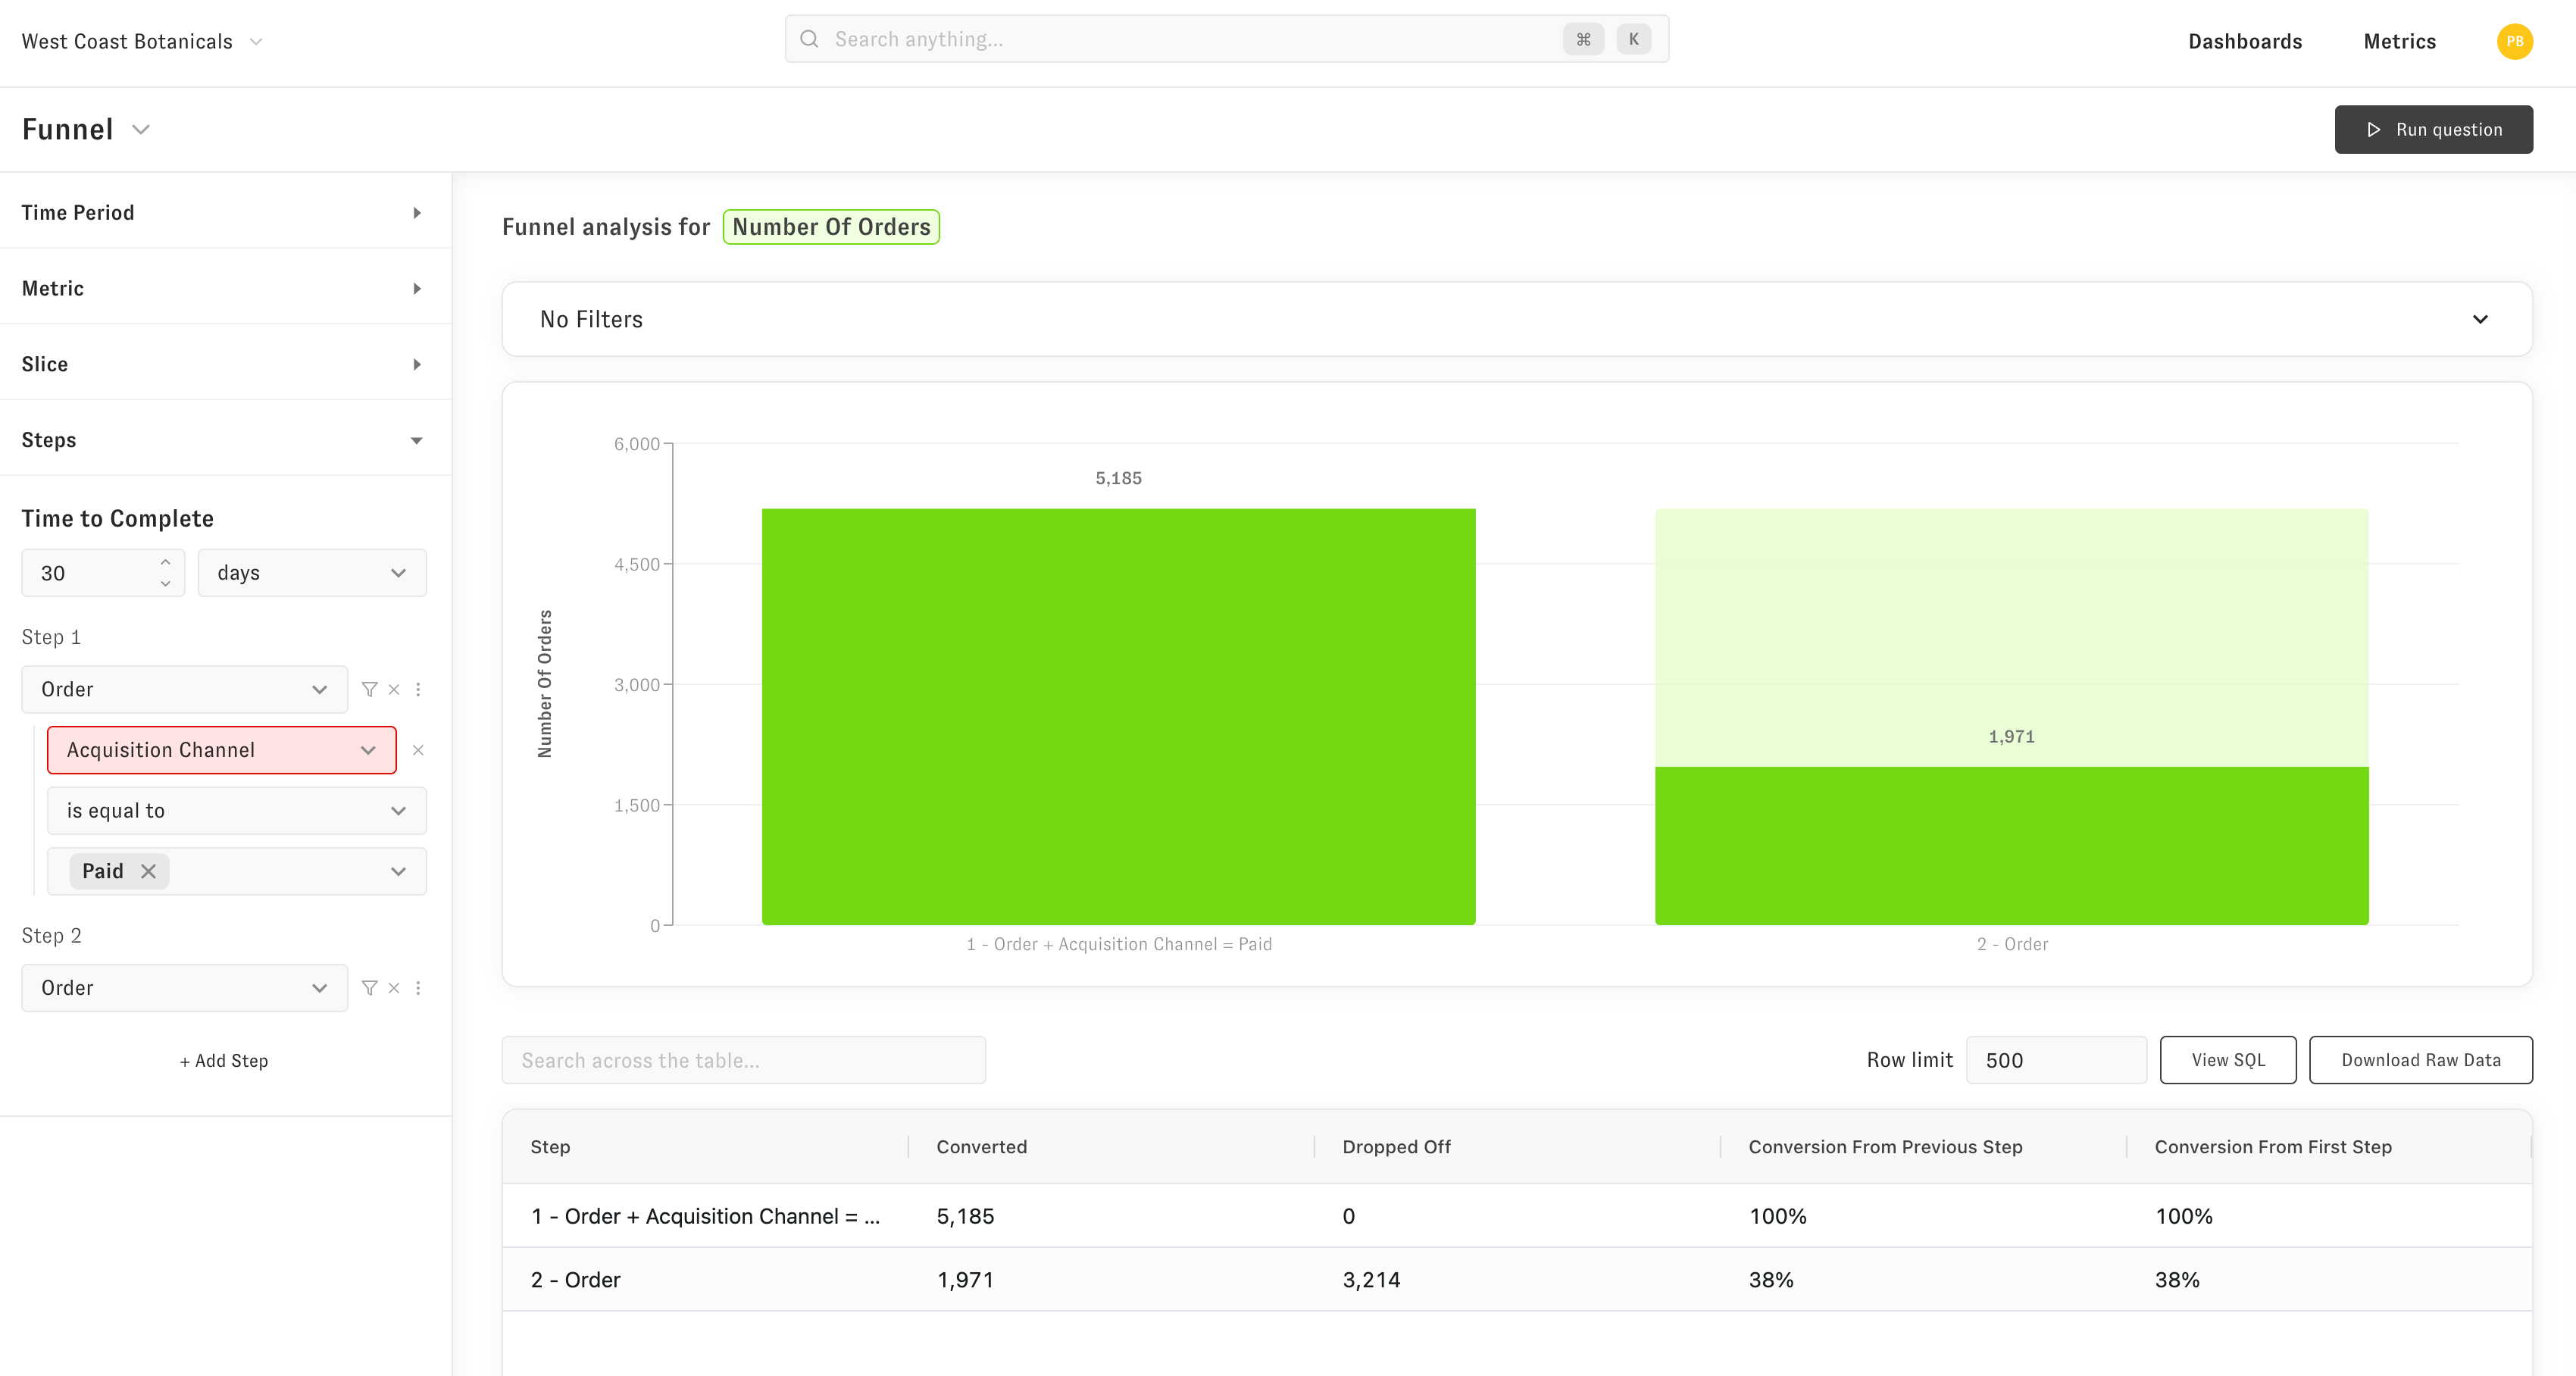 West Coast Botanicals
Search anything...
⌘ K
Dashboards
Metrics
PB
Funnel
Run question
Time Period
Metric
Slice
Steps
Time to Complete
30
days
Step 1
Order
Acquisition Channel
is equal to
Paid
Step 2
Order
+ Add Step
Funnel analysis for Number Of Orders
No Filters
Number Of Orders
6,000
4,500
3,000
1,500
0
5,185
1,971
1 - Order + Acquisition Channel = Paid
2 - Order
Search across the table...
Row limit
500
View SQL
Download Raw Data
Step Converted Dropped Off Conversion From Previous Step Conversion From First Step
1 - Order + Acquisition Channel = ... 5,185 0 100% 100%
2 - Order 1,971 3,214 38% 38%